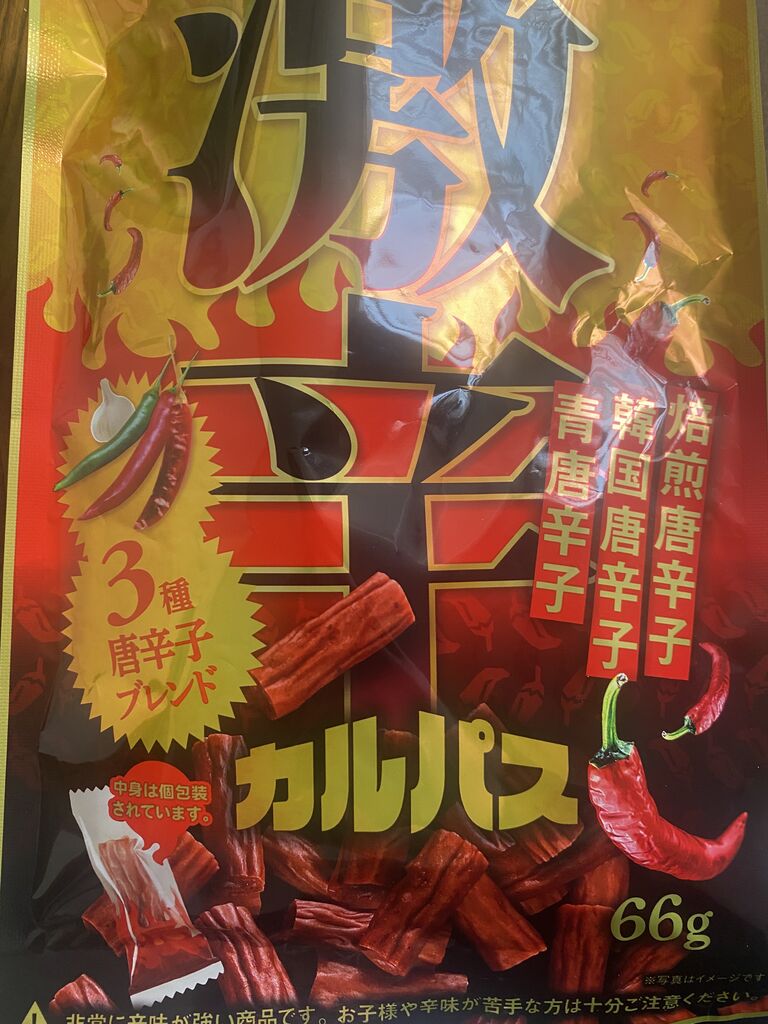 激辛
焙煎唐辛子
韓国唐辛子
青唐辛子
3種
唐辛子
ブレンド
カルパス
中身は個包装
されています。
66g
※写真はイメージです
非常に辛味が強い商品です。お子様や辛味が苦手な方は十分ご注意ください。